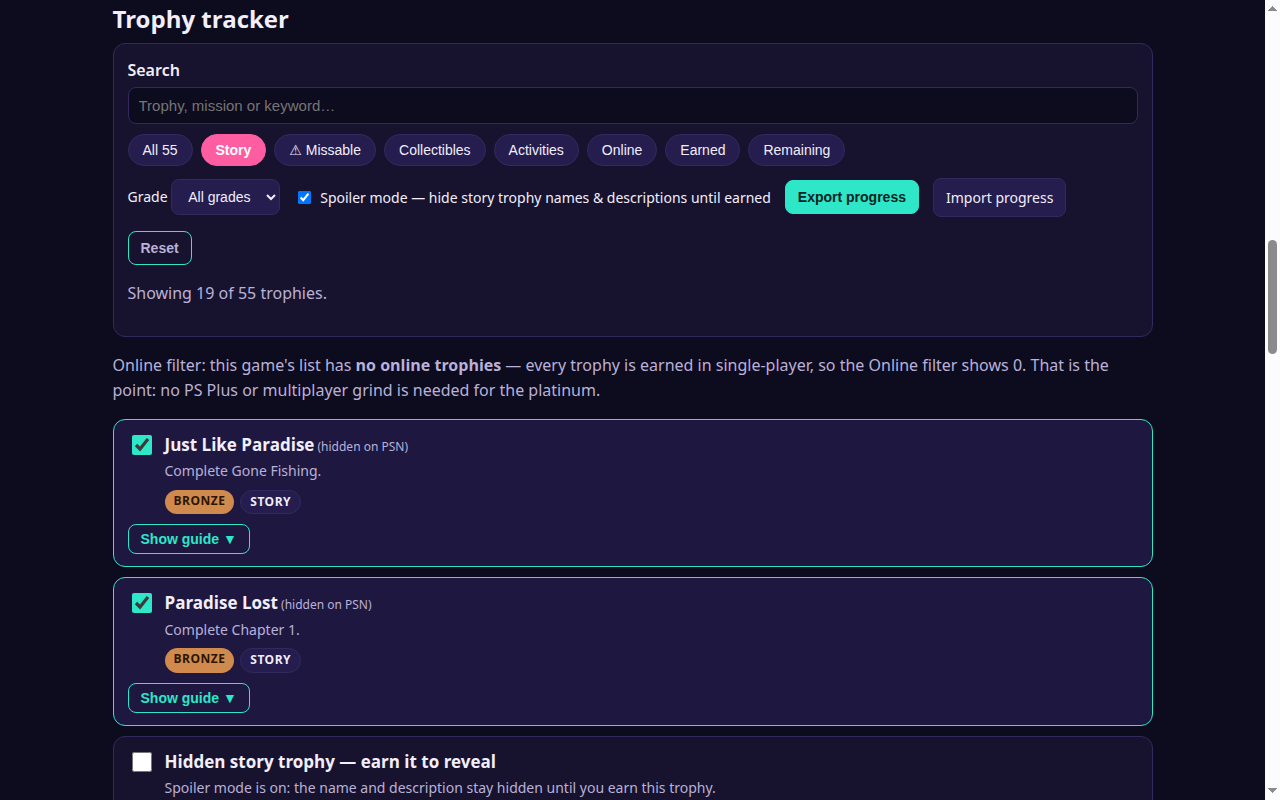 Trophy tracker
Search
Trophy, mission or keyword…
All 55 Story ⚠ Missable Collectibles Activities Online Earned Remaining
Grade All grades Spoiler mode — hide story trophy names & descriptions until earned Export progress Import progress
Reset
Showing 19 of 55 trophies.
Online filter: this game's list has no online trophies — every trophy is earned in single-player, so the Online filter shows 0. That is the
point: no PS Plus or multiplayer grind is needed for the platinum.
Just Like Paradise (hidden on PSN)
Complete Gone Fishing.
BRONZE STORY
Show guide ▼
Paradise Lost (hidden on PSN)
Complete Chapter 1.
BRONZE STORY
Show guide ▼
Hidden story trophy — earn it to reveal
Spoiler mode is on: the name and description stay hidden until you earn this trophy.